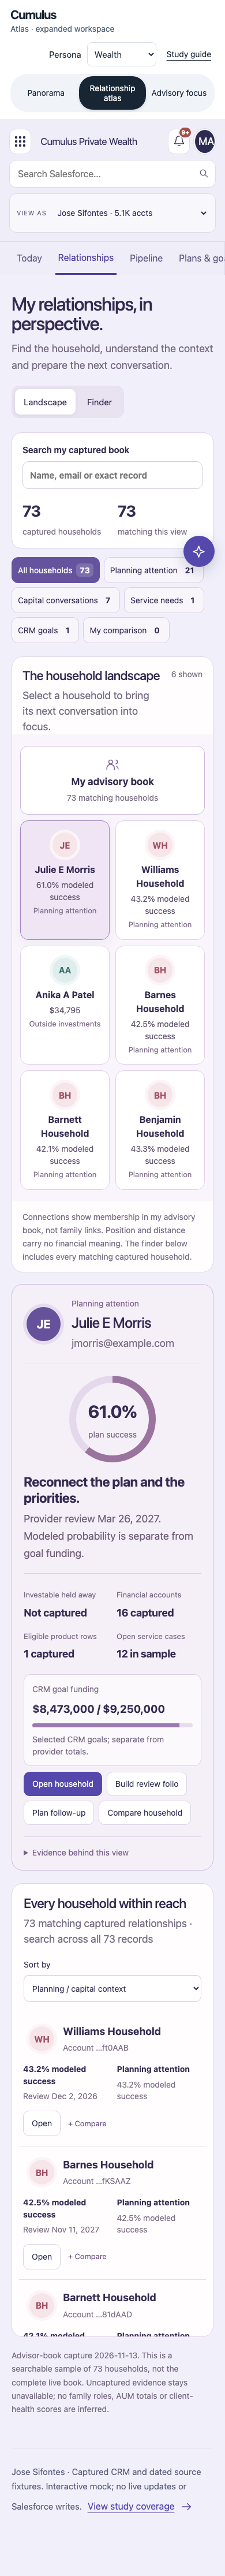 Cumulus
Atlas · expanded workspace
Persona Wealth Study guide
Panorama Relationship atlas Advisory focus
Cumulus Private Wealth 9+ MA
Search Salesforce...
VIEW AS Jose Sifontes · 5.1K accts
Today Relationships Pipeline Plans & goa
My relationships, in
perspective.
Find the household, understand the context
and prepare the next conversation.
Landscape Finder
Search my captured book
Name, email or exact record
73 73
captured households matching this view
All households 73 Planning attention 21
Capital conversations 7 Service needs 1
CRM goals 1 My comparison 0
The household landscape 6 shown
Select a household to bring
its next conversation into
focus.
My advisory book
73 matching households
JE
Julie E Morris
61.0% modeled
success
Planning attention
WH
Williams
Household
43.2% modeled
success
Planning attention
AA
Anika A Patel
$34,795
Outside investments
BH
Barnes
Household
42.5% modeled
success
Planning attention
BH
Barnett
Household
42.1% modeled
success
Planning attention
BH
Benjamin
Household
43.3% modeled
success
Planning attention
Connections show membership in my advisory
book, not family links. Position and distance
carry no financial meaning. The finder below
includes every matching captured household.
Planning attention
JE Julie E Morris
jmorris@example.com
61.0%
plan success
Reconnect the plan and the
priorities.
Provider review Mar 26, 2027.
Modeled probability is separate from
goal funding.
Investable held away Financial accounts
Not captured 16 captured
Eligible product rows Open service cases
1 captured 12 in sample
CRM goal funding
$8,473,000 / $9,250,000
Selected CRM goals; separate from
provider totals.
Open household Build review folio
Plan follow-up Compare household
Evidence behind this view
Every household within reach
73 matching captured relationships ·
search across all 73 records
Sort by
Planning / capital context
WH Williams Household
Account …ft0AAB
43.2% modeled
success
Review Dec 2, 2026
Planning attention
43.2% modeled
success
Open + Compare
BH Barnes Household
Account …fKSAAZ
42.5% modeled
success
Review Nov 11, 2027
Planning attention
42.5% modeled
success
Open + Compare
BH Barnett Household
Account …81dAAD
42.1% modeled Planning attention
Advisor-book capture 2026-11-13. This is a
searchable sample of 73 households, not the
complete live book. Uncaptured evidence stays
unavailable; no family roles, AUM totals or client-
health scores are inferred.
Jose Sifontes · Captured CRM and dated source
fixtures. Interactive mock; no live updates or
Salesforce writes. View study coverage →